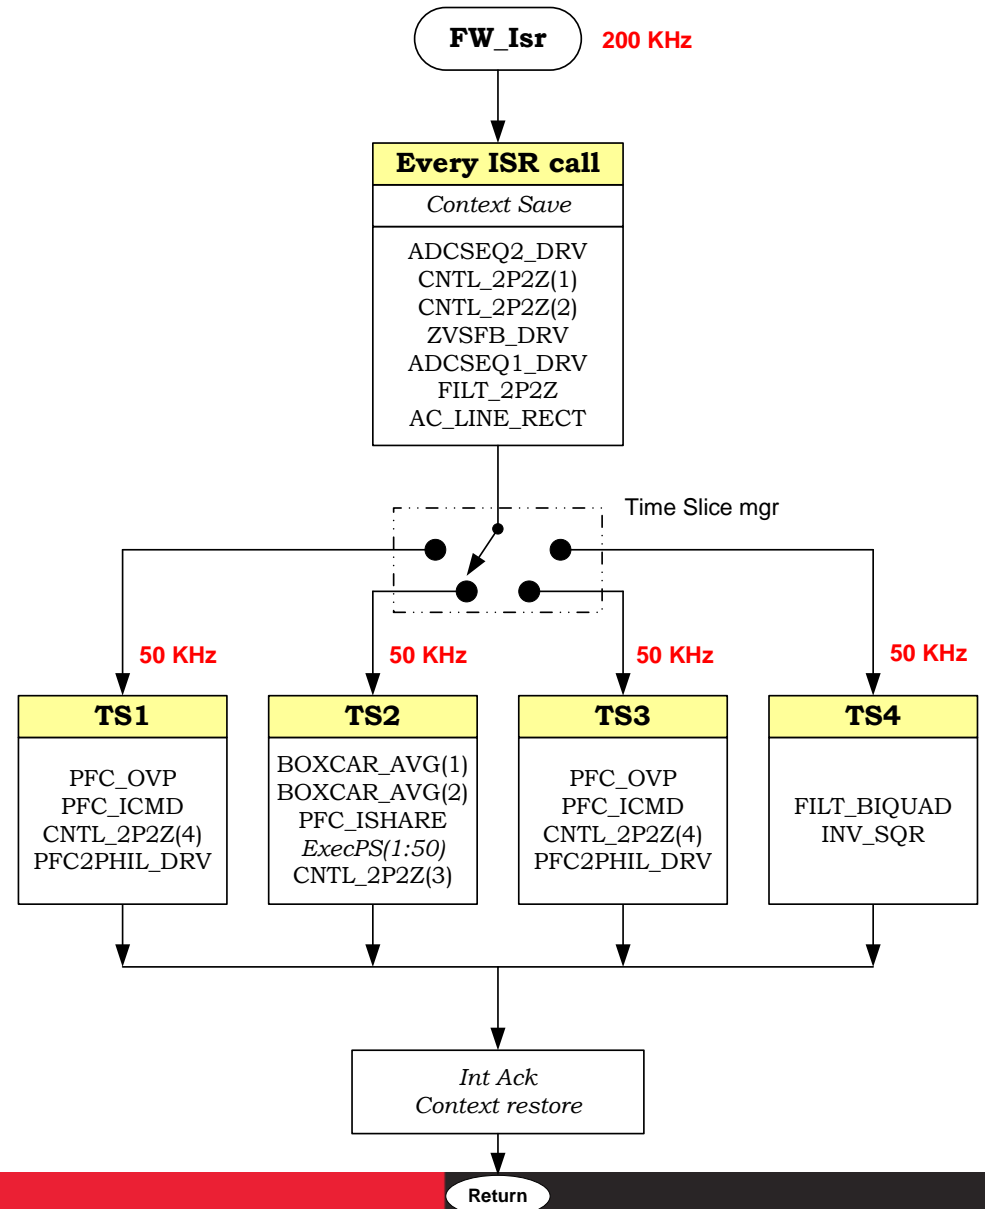 FW_Isr
200 KHz
Every ISR call
Context Save
ADCSEQ2_DRV
CNTL_2P2Z(1)
CNTL_2P2Z(2)
ZVSFB_DRV
ADCSEQ1_DRV
FILT_2P2Z
AC_LINE_RECT
Time Slice mgr
50 KHz
50 KHz
50 KHz
50 KHz
TS1
PFC_OVP
PFC_ICMD
CNTL_2P2Z(4)
PFC2PHIL_DRV
TS2
BOXCAR_AVG(1)
BOXCAR_AVG(2)
PFC_ISHARE
ExecPS(1:50)
CNTL_2P2Z(3)
TS3
PFC_OVP
PFC_ICMD
CNTL_2P2Z(4)
PFC2PHIL_DRV
TS4
FILT_BIQUAD
INV_SQR
Int Ack
Context restore
Return